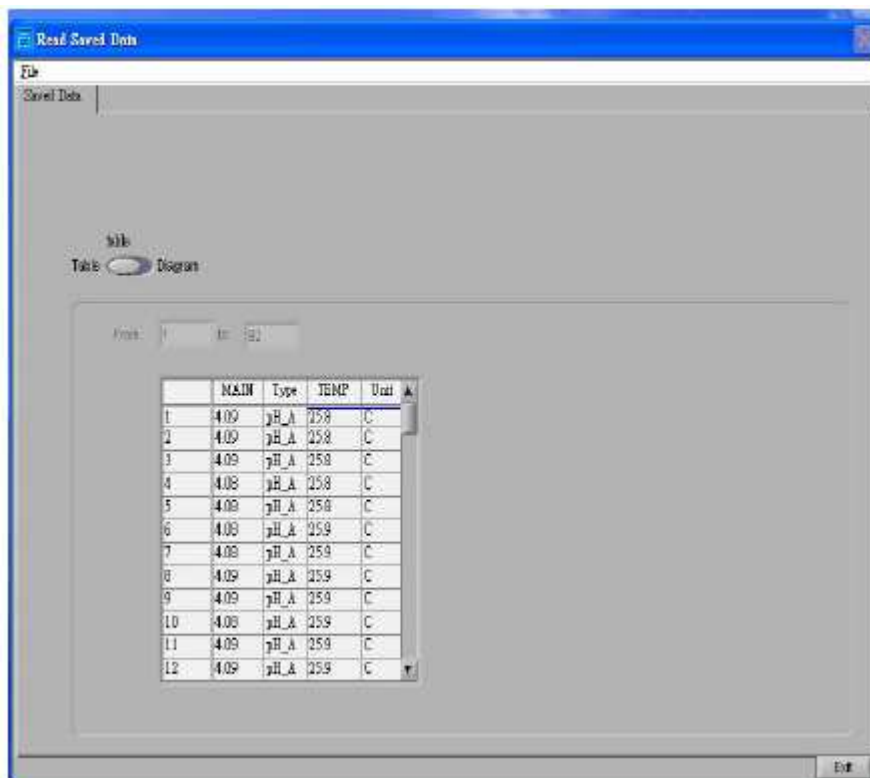 Read Saved Data
File
Saved Data
table
Table Diagram
From 1 to 92
MAIN Type TEMP Unit
1 4.09 pH_A 25.8 C
2 4.09 pH_A 25.8 C
3 4.09 pH_A 25.8 C
4 4.08 pH_A 25.8 C
5 4.08 pH_A 25.8 C
6 4.08 pH_A 25.9 C
7 4.08 pH_A 25.9 C
8 4.09 pH_A 25.9 C
9 4.09 pH_A 25.9 C
10 4.08 pH_A 25.9 C
11 4.09 pH_A 25.9 C
12 4.09 pH_A 25.9 C
Exit